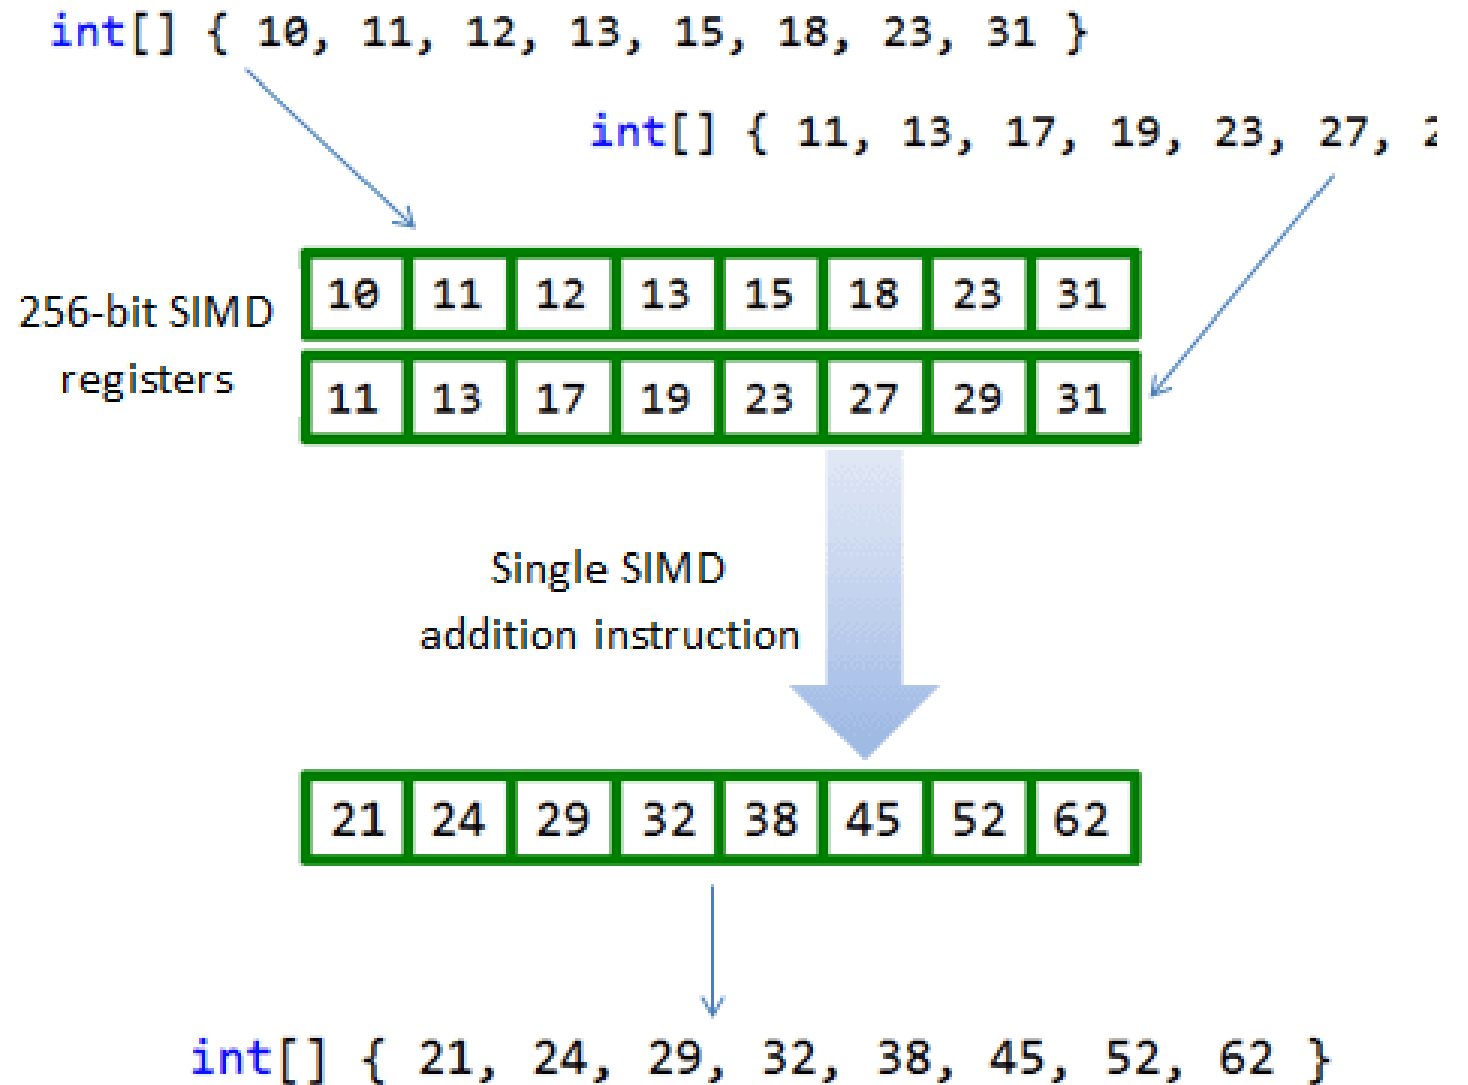 int[] { 10, 11, 12, 13, 15, 18, 23, 31 }
int[] { 11, 13, 17, 19, 23, 27,
256-bit SIMD
registers
10 11 12 13 15 18 23 31
11 13 17 19 23 27 29 31
Single SIMD
addition instruction
21 24 29 32 38 45 52 62
int[] { 21, 24, 29, 32, 38, 45, 52, 62 }